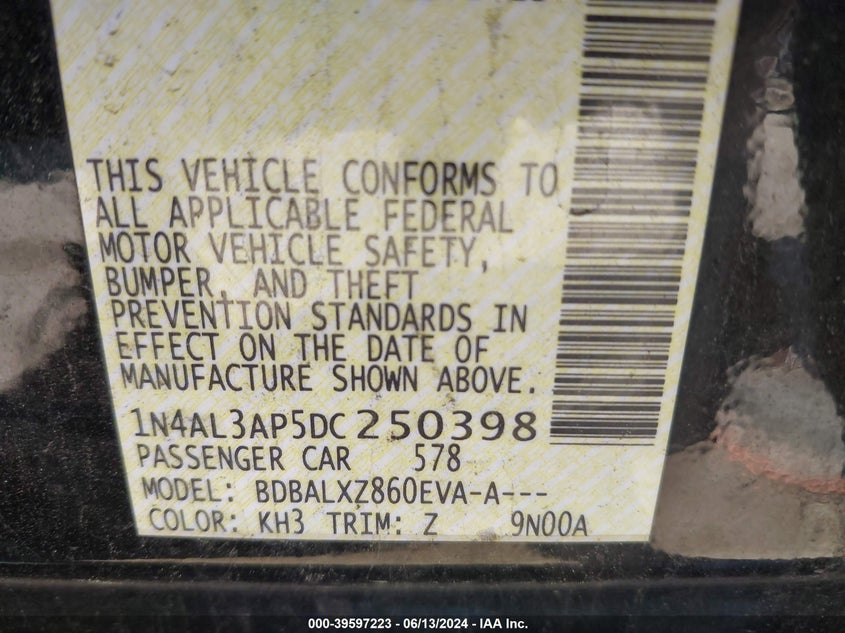 THIS VEHICLE CONFORMS TO
ALL APPLICABLE FEDERAL
MOTOR VEHICLE SAFETY,
BUMPER, AND THEFT
PREVENTION STANDARDS IN
EFFECT ON THE DATE OF
MANUFACTURE SHOWN ABOVE.
1N4AL3AP5DC250398
PASSENGER CAR 578
MODEL: BDBALXZ860EVA-A---
COLOR: KH3 TRIM: Z 9N00A
000-39597223 - 06/13/2024 - IAA Inc.